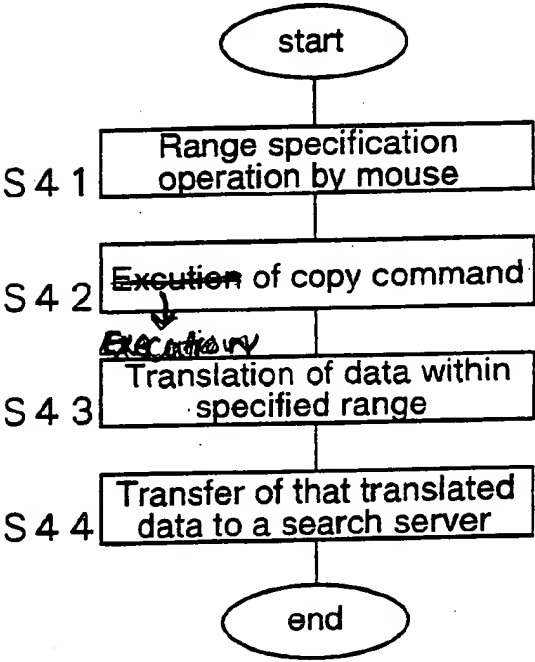 start
S41
Range specification
operation by mouse
S42
Excution of copy command
Execution
S43
Translation of data within
specified range
S44
Transfer of that translated
data to a search server
end